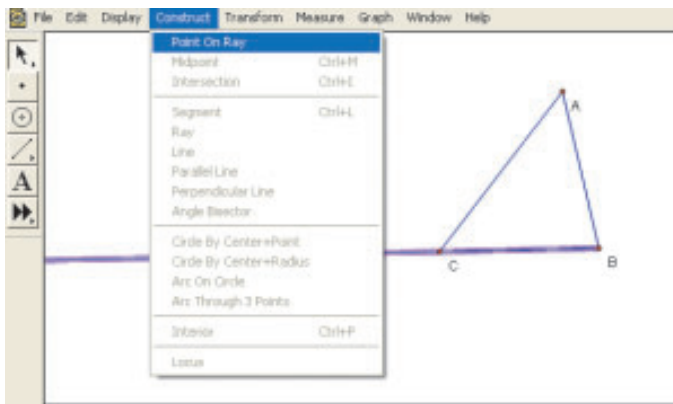 File Edit Display Construct Transform Measure Graph Window Help
Point On Ray
Midpoint Ctrl+M
Intersection Ctrl+I
Segment Ctrl+L
Ray
Line
Parallel Line
Perpendicular Line
Angle Bisector
Circle By Center+Point
Circle By Center+Radius
Arc On Circle
Arc Through 3 Points
Interior Ctrl+P
Locus
A
A
C
B